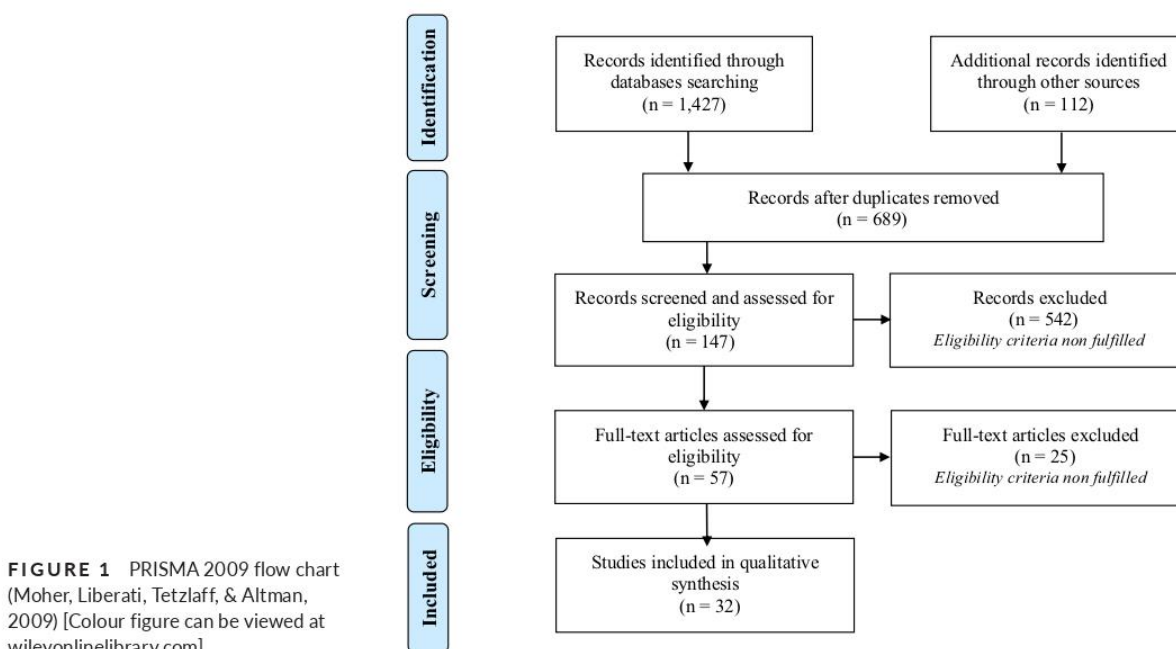 Identification
Records identified through
databases searching
(n = 1,427)
Additional records identified
through other sources
(n = 112)
Screening
Records after duplicates removed
(n = 689)
Records screened and assessed for
eligibility
(n = 147)
Records excluded
(n = 542)
Eligibility criteria non fulfilled
Eligibility
Full-text articles assessed for
eligibility
(n = 57)
Full-text articles excluded
(n = 25)
Eligibility criteria non fulfilled
Included
Studies included in qualitative
synthesis
(n = 32)
FIGURE 1 PRISMA 2009 flow chart
(Moher, Liberati, Tetzlaff, & Altman,
2009) [Colour figure can be viewed at
wileyonlinelibrary.com]